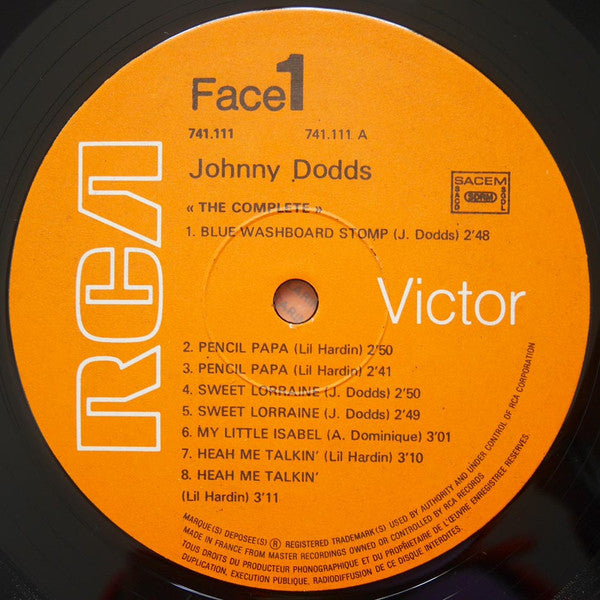 Face 1
741.111 741.111 A
Johnny Dodds
SACEM
SACD SDRM SGDL
« THE COMPLETE »
1. BLUE WASHBOARD STOMP (J. Dodds) 2'48
RCA
Victor
2. PENCIL PAPA (Lil Hardin) 2'50
3. PENCIL PAPA (Lil Hardin) 2'41
4. SWEET LORRAINE (J. Dodds) 2'50
5. SWEET LORRAINE (J. Dodds) 2'49
6. MY LITTLE ISABEL (A. Dominique) 3'01
7. HEAH ME TALKIN' (Lil Hardin) 3'10
8. HEAH ME TALKIN'
(Lil Hardin) 3'11
MARQUE(S) DEPOSEE(S) ® REGISTERED TRADEMARK(S) USED BY AUTHORITY AND UNDER CONTROL OF RCA CORPORATION
MADE IN FRANCE FROM MASTER RECORDINGS OWNED OR CONTROLLED BY RCA RECORDS
TOUS DROITS DU PRODUCTEUR PHONOGRAPHIQUE ET DU PROPRIETAIRE DE L'ŒUVRE ENREGISTREE RESERVES.
DUPLICATION, EXECUTION PUBLIQUE, RADIODIFFUSION DE CE DISQUE INTERDITES.